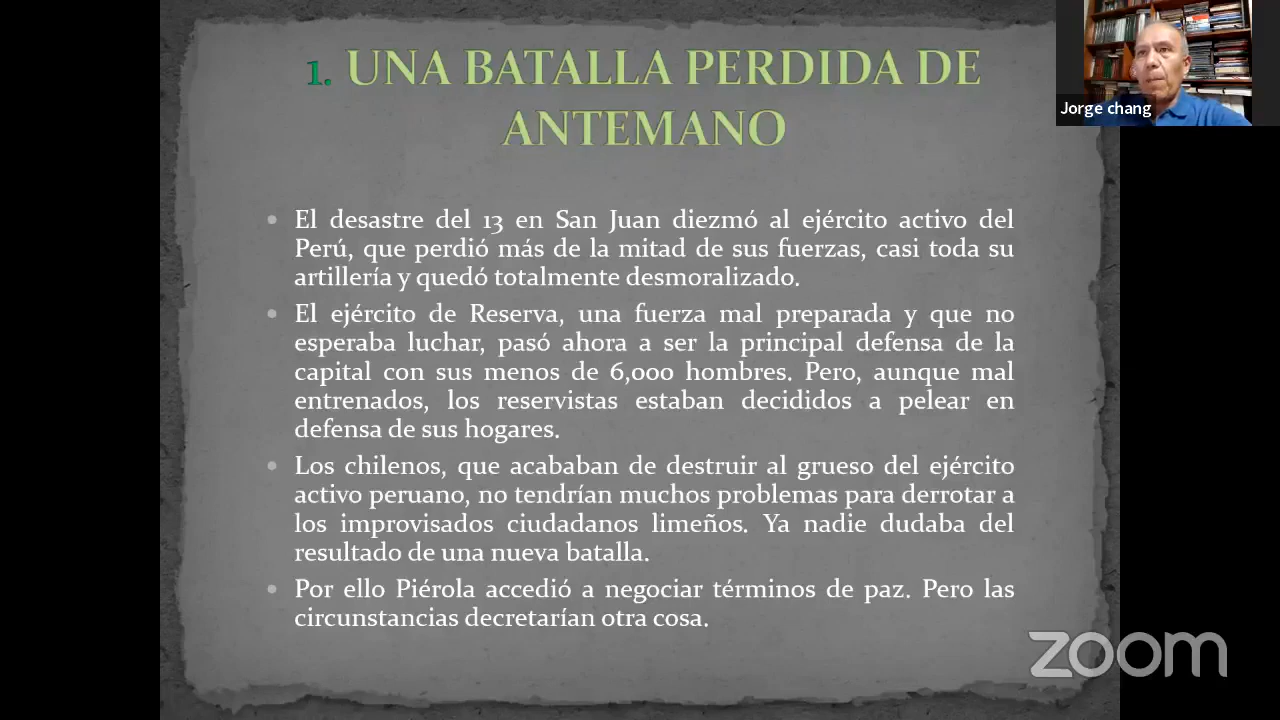 1. UNA BATALLA PERDIDA DE
ANTEMANO
Jorge chang
• El desastre del 13 en San Juan diezmó al ejército activo del
Perú, que perdió más de la mitad de sus fuerzas, casi toda su
artillería y quedó totalmente desmoralizado.
• El ejército de Reserva, una fuerza mal preparada y que no
esperaba luchar, pasó ahora a ser la principal defensa de la
capital con sus menos de 6,000 hombres. Pero, aunque mal
entrenados, los reservistas estaban decididos a pelear en
defensa de sus hogares.
• Los chilenos, que acababan de destruir al grueso del ejército
activo peruano, no tendrían muchos problemas para derrotar a
los improvisados ciudadanos limeños. Ya nadie dudaba del
resultado de una nueva batalla.
• Por ello Piérola accedió a negociar términos de paz. Pero las
circunstancias decretarían otra cosa.
zoom